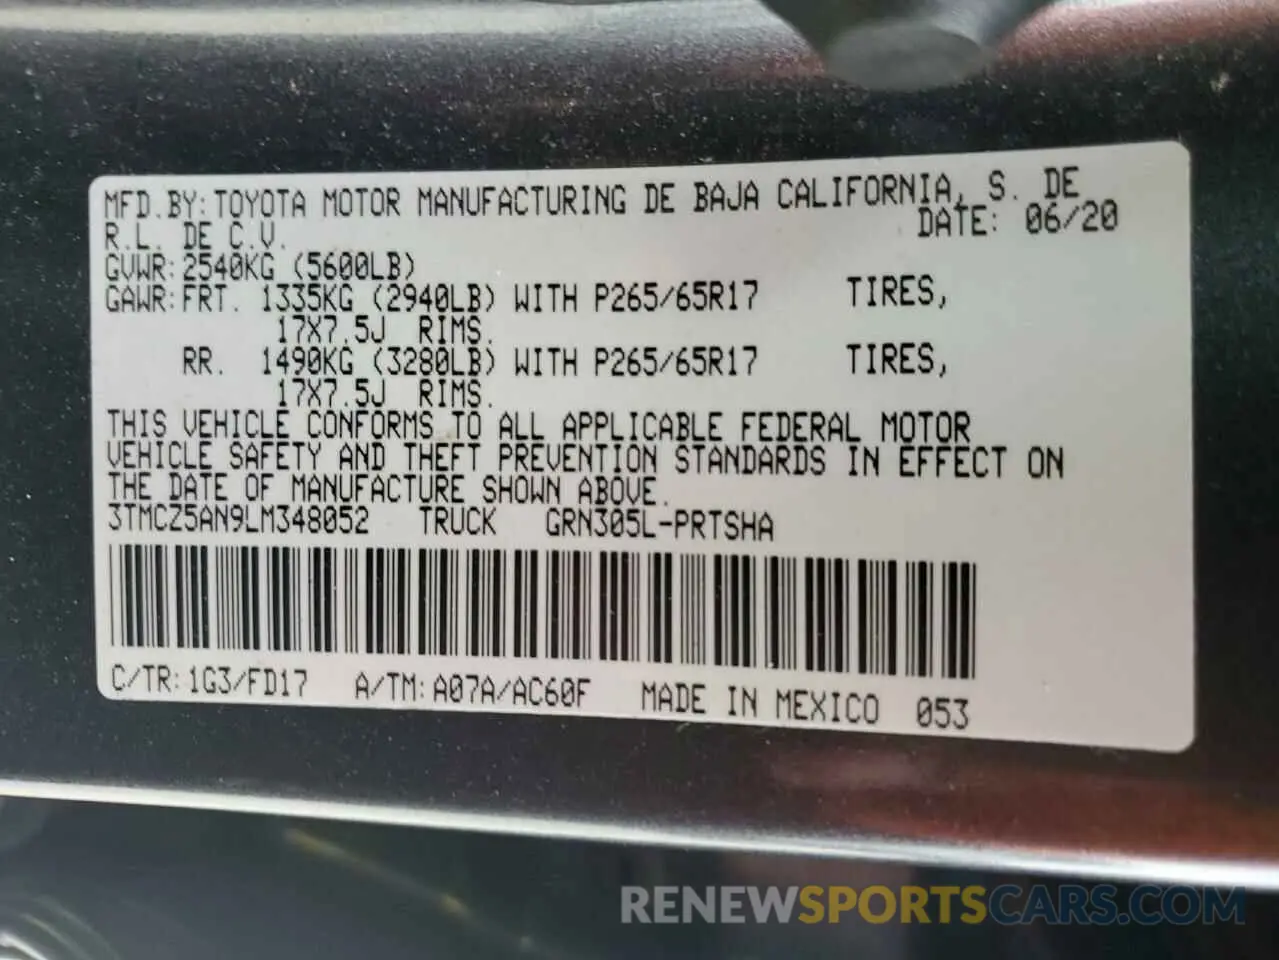 MFD.BY:TOYOTA MOTOR MANUFACTURING DE BAJA CALIFORNIA, S. DE
R.L. DE C.V. DATE: 06/20
GVWR:2540KG (5600LB)
GAWR:FRT. 1335KG (2940LB) WITH P265/65R17 TIRES,
17X7.5J RIMS.
RR. 1490KG (3280LB) WITH P265/65R17 TIRES,
17X7.5J RIMS.
THIS VEHICLE CONFORMS TO ALL APPLICABLE FEDERAL MOTOR
VEHICLE SAFETY AND THEFT PREVENTION STANDARDS IN EFFECT ON
THE DATE OF MANUFACTURE SHOWN ABOVE.
3TMCZ5AN9LM348052 TRUCK GRN305L-PRTSHA
C/TR:1G3/FD17 A/TM:A07A/AC60F MADE IN MEXICO 053
RENEWSPORTSCARS.COM